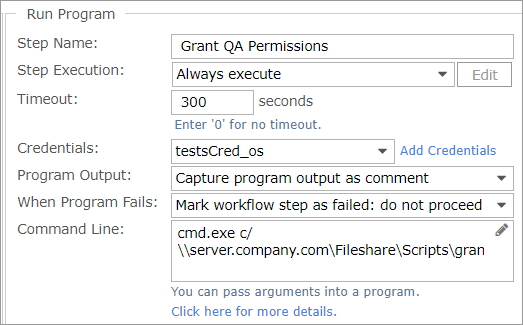 Run Program
Step Name: Grant QA Permissions
Step Execution: Always execute Edit
Timeout: 300 seconds
Enter '0' for no timeout.
Credentials: testsCred_os Add Credentials
Program Output: Capture program output as comment
When Program Fails: Mark workflow step as failed: do not proceed
Command Line: cmd.exe c/
\\server.company.com\Fileshare\Scripts\gran
You can pass arguments into a program.
Click here for more details.